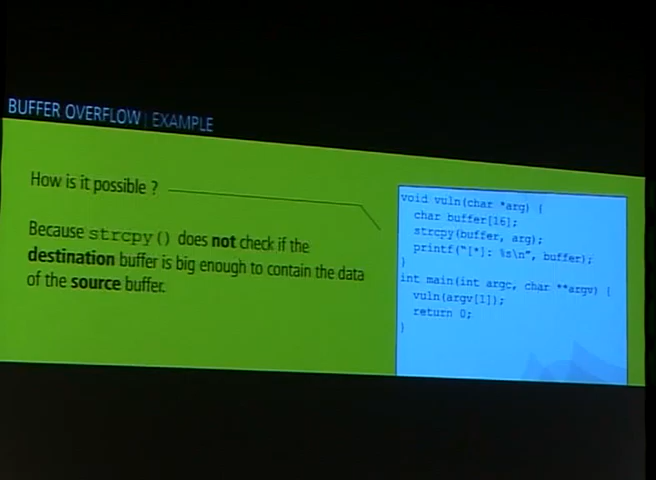 BUFFER OVERFLOW | EXAMPLE
How is it possible ?
Because strcpy() does not check if the
destination buffer is big enough to contain the data
of the source buffer.
void vuln(char *arg) {
char buffer[16];
strcpy(buffer, arg);
printf("[*]: %s\n", buffer);
}
int main(int argc, char **argv) {
vuln(argv[1]);
return 0;
}